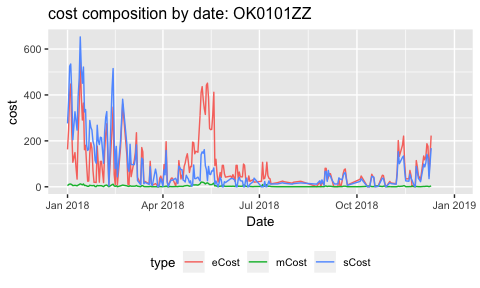 cost composition by date: OK0101ZZ
600
400
200
0
cost
Jan 2018 Apr 2018 Jul 2018 Oct 2018 Jan 2019
Date
type eCost mCost sCost